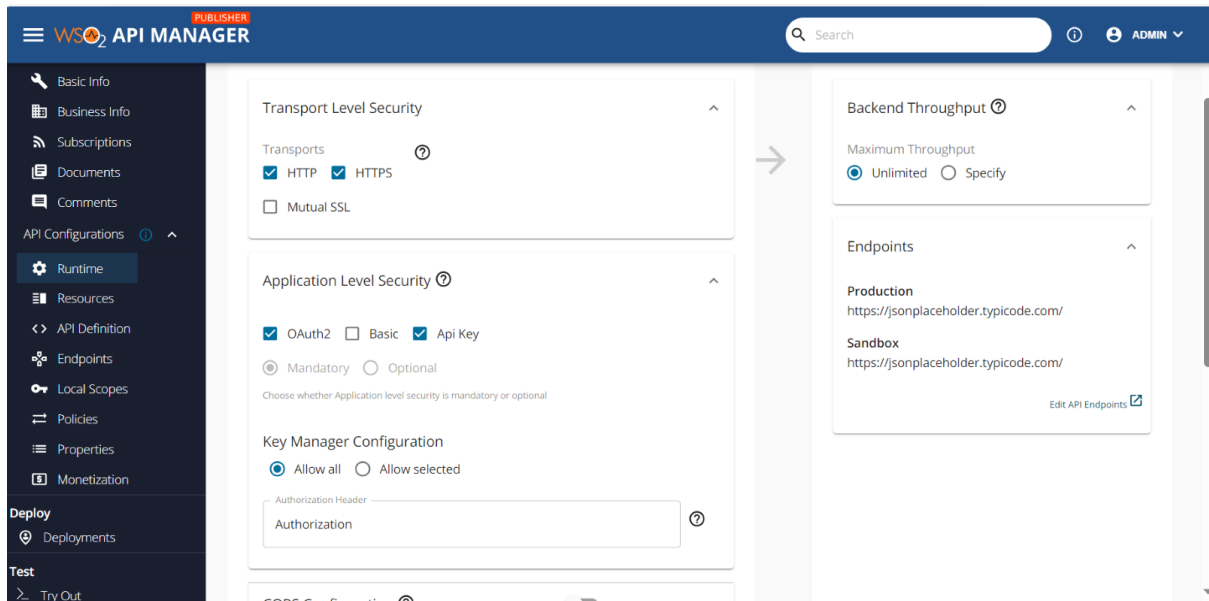 PUBLISHER
WSO2 API MANAGER
Search
ADMIN
Basic Info
Business Info
Subscriptions
Documents
Comments
API Configurations
Runtime
Resources
API Definition
Endpoints
Local Scopes
Policies
Properties
Monetization
Deploy
Deployments
Test
Try Out
Transport Level Security
Transports
HTTP HTTPS
Mutual SSL
Application Level Security
OAuth2 Basic Api Key
Mandatory Optional
Choose whether Application level security is mandatory or optional
Key Manager Configuration
Allow all Allow selected
Authorization Header
Authorization
CORS Configuration
Backend Throughput
Maximum Throughput
Unlimited Specify
Endpoints
Production
https://jsonplaceholder.typicode.com/
Sandbox
https://jsonplaceholder.typicode.com/
Edit API Endpoints